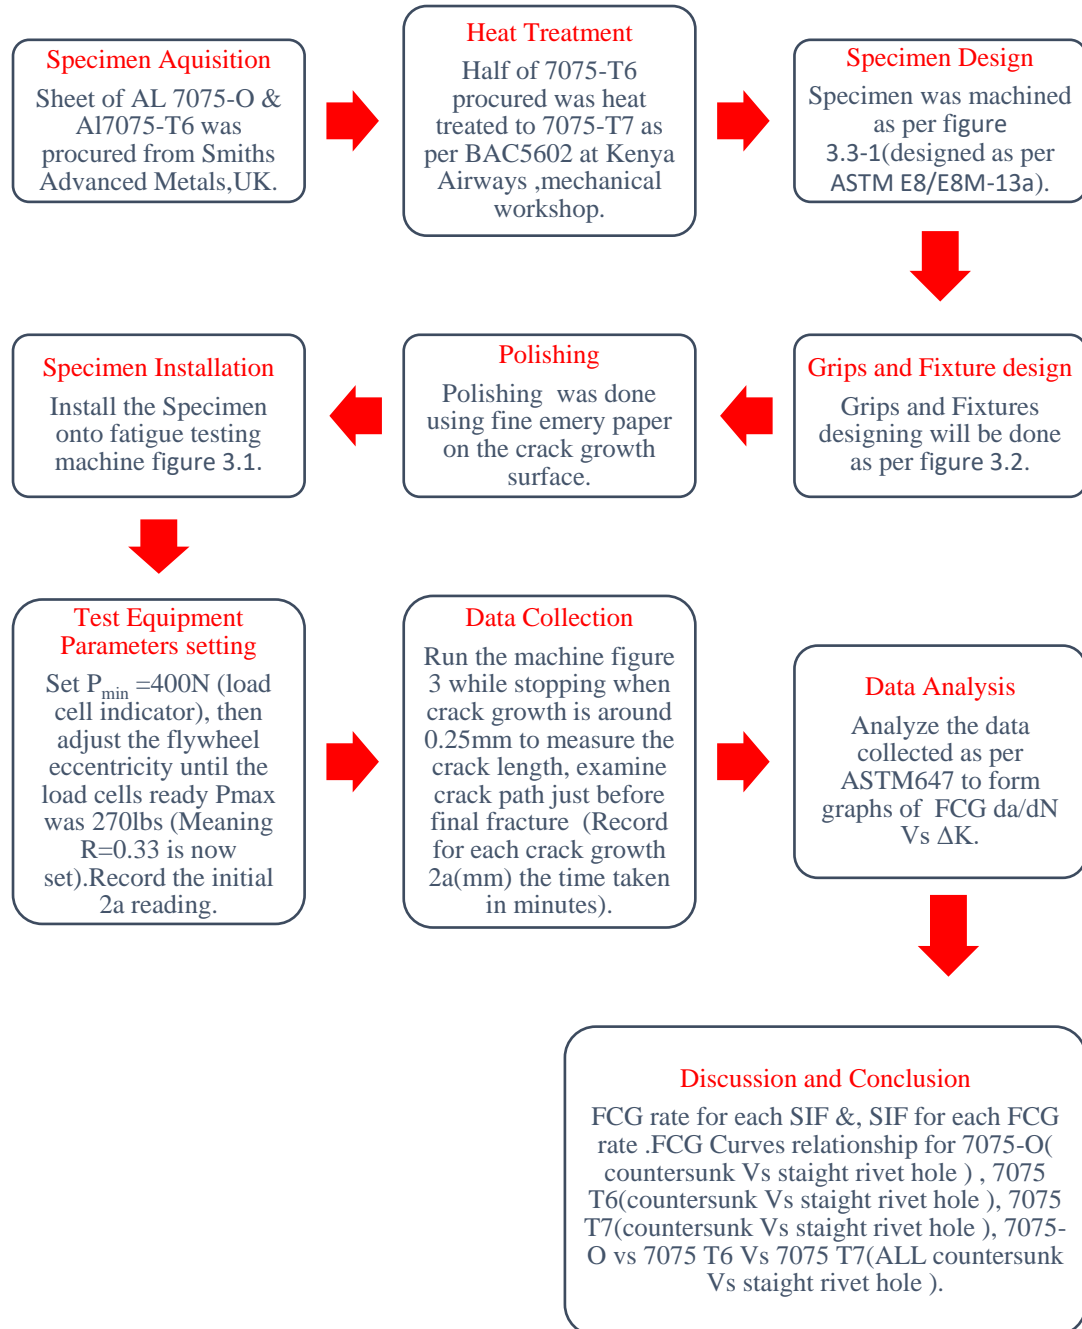 Specimen Aquisition
Sheet of AL 7075-O &
Al7075-T6 was
procured from Smiths
Advanced Metals,UK.
Heat Treatment
Half of 7075-T6
procured was heat
treated to 7075-T7 as
per BAC5602 at Kenya
Airways ,mechanical
workshop.
Specimen Design
Specimen was machined
as per figure
3.3-1(designed as per
ASTM E8/E8M-13a).
Grips and Fixture design
Grips and Fixtures
designing will be done
as per figure 3.2.
Polishing
Polishing was done
using fine emery paper
on the crack growth
surface.
Specimen Installation
Install the Specimen
onto fatigue testing
machine figure 3.1.
Test Equipment
Parameters setting
Set Pmin =400N (load
cell indicator), then
adjust the flywheel
eccentricity until the
load cells ready Pmax
was 270lbs (Meaning
R=0.33 is now
set).Record the initial
2a reading.
Data Collection
Run the machine figure
3 while stopping when
crack growth is around
0.25mm to measure the
crack length, examine
crack path just before
final fracture (Record
for each crack growth
2a(mm) the time taken
in minutes).
Data Analysis
Analyze the data
collected as per
ASTM647 to form
graphs of FCG da/dN
Vs ΔK.
Discussion and Conclusion
FCG rate for each SIF &, SIF for each FCG
rate .FCG Curves relationship for 7075-O(
countersunk Vs staight rivet hole ) , 7075
T6(countersunk Vs staight rivet hole ), 7075
T7(countersunk Vs staight rivet hole ), 7075-
O vs 7075 T6 Vs 7075 T7(ALL countersunk
Vs staight rivet hole ).